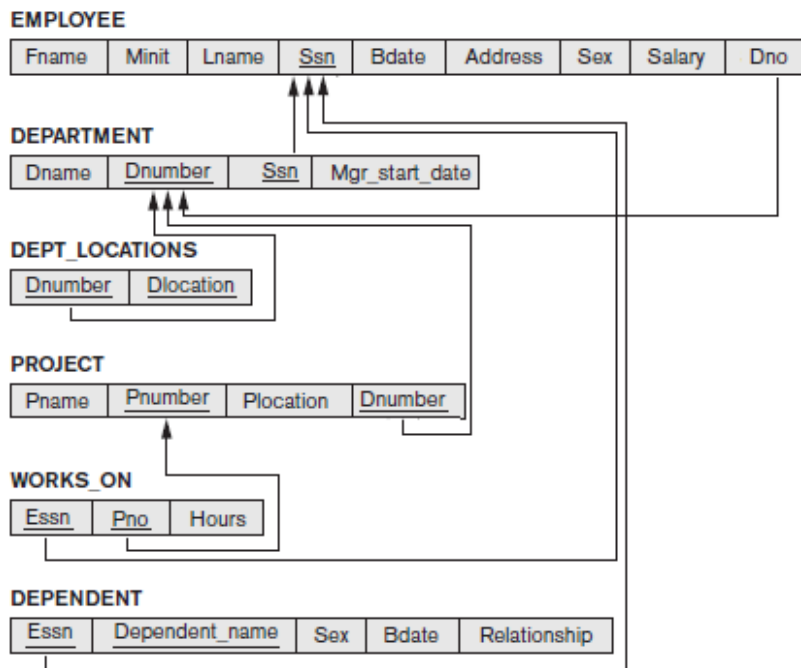 EMPLOYEE
Fname Minit Lname Ssn Bdate Address Sex Salary Dno
DEPARTMENT
Dname Dnumber Ssn Mgr_start_date
DEPT_LOCATIONS
Dnumber Dlocation
PROJECT
Pname Pnumber Plocation Dnumber
WORKS_ON
Essn Pno Hours
DEPENDENT
Essn Dependent_name Sex Bdate Relationship